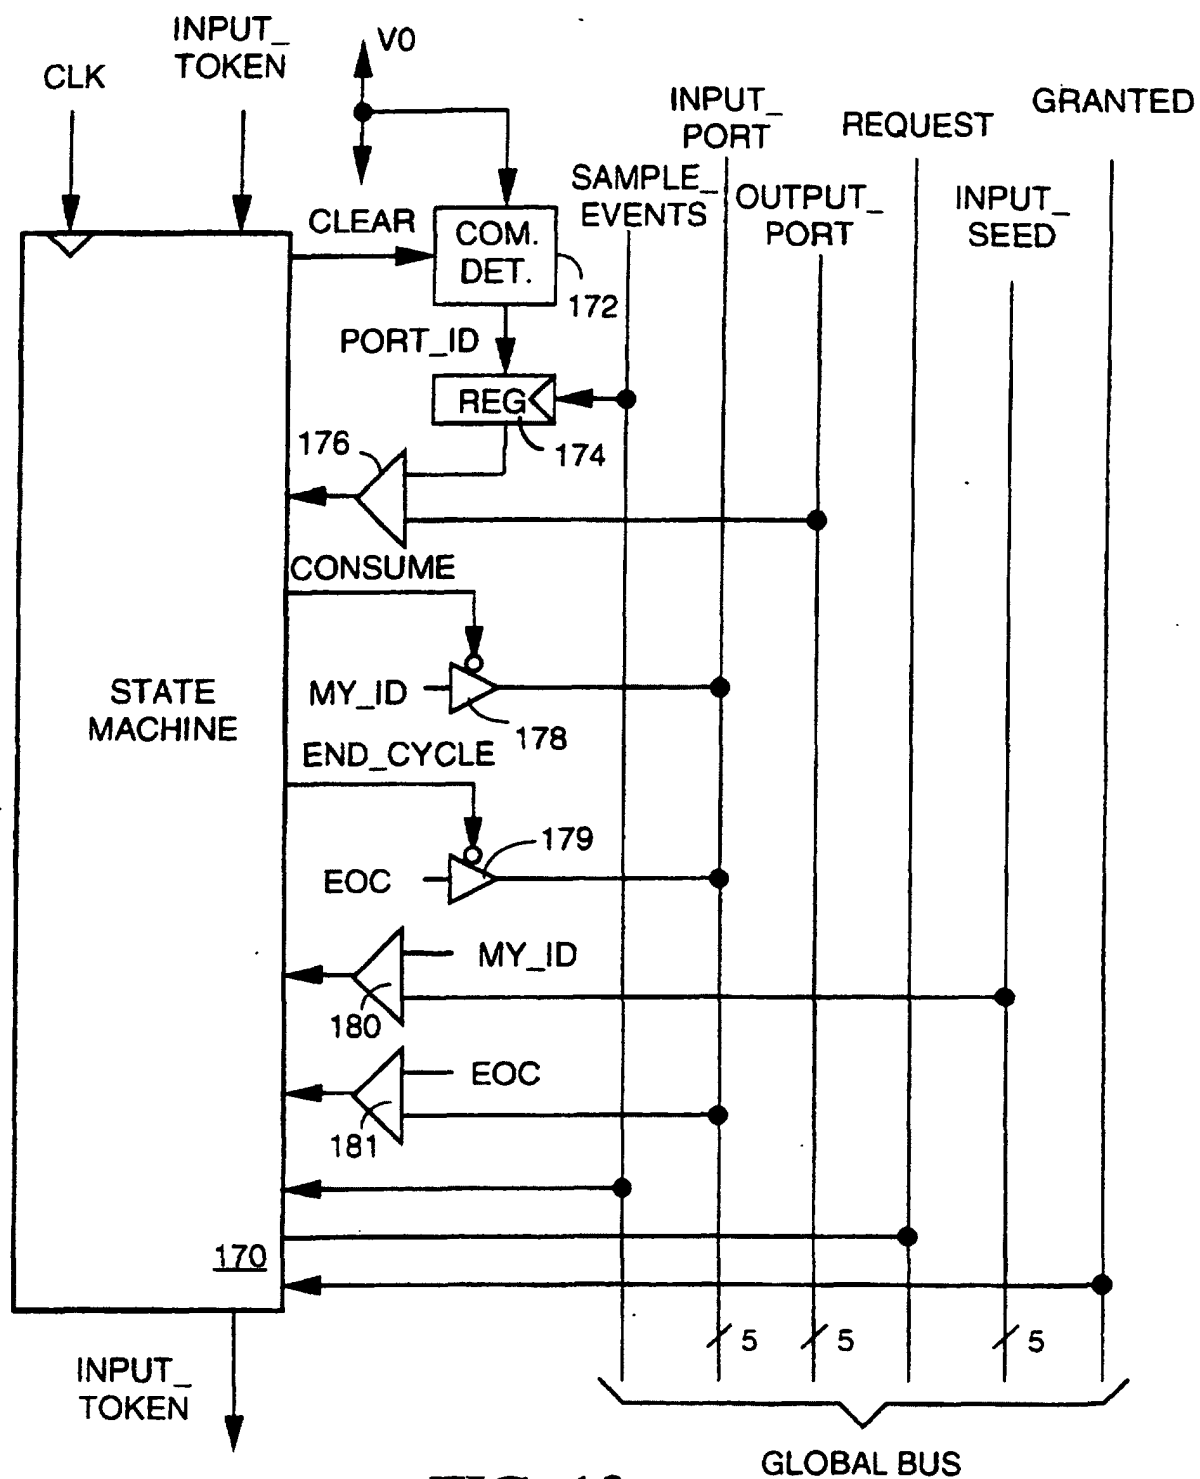 INPUT_
TOKEN
CLK
V0
INPUT_
PORT
REQUEST
GRANTED
SAMPLE_
EVENTS
OUTPUT_
PORT
INPUT_
SEED
CLEAR
COM.
DET.
172
PORT_ID
REG
174
176
CONSUME
MY_ID
178
STATE
MACHINE
END_CYCLE
179
EOC
MY_ID
180
EOC
181
170
5
5
5
INPUT_
TOKEN
GLOBAL BUS